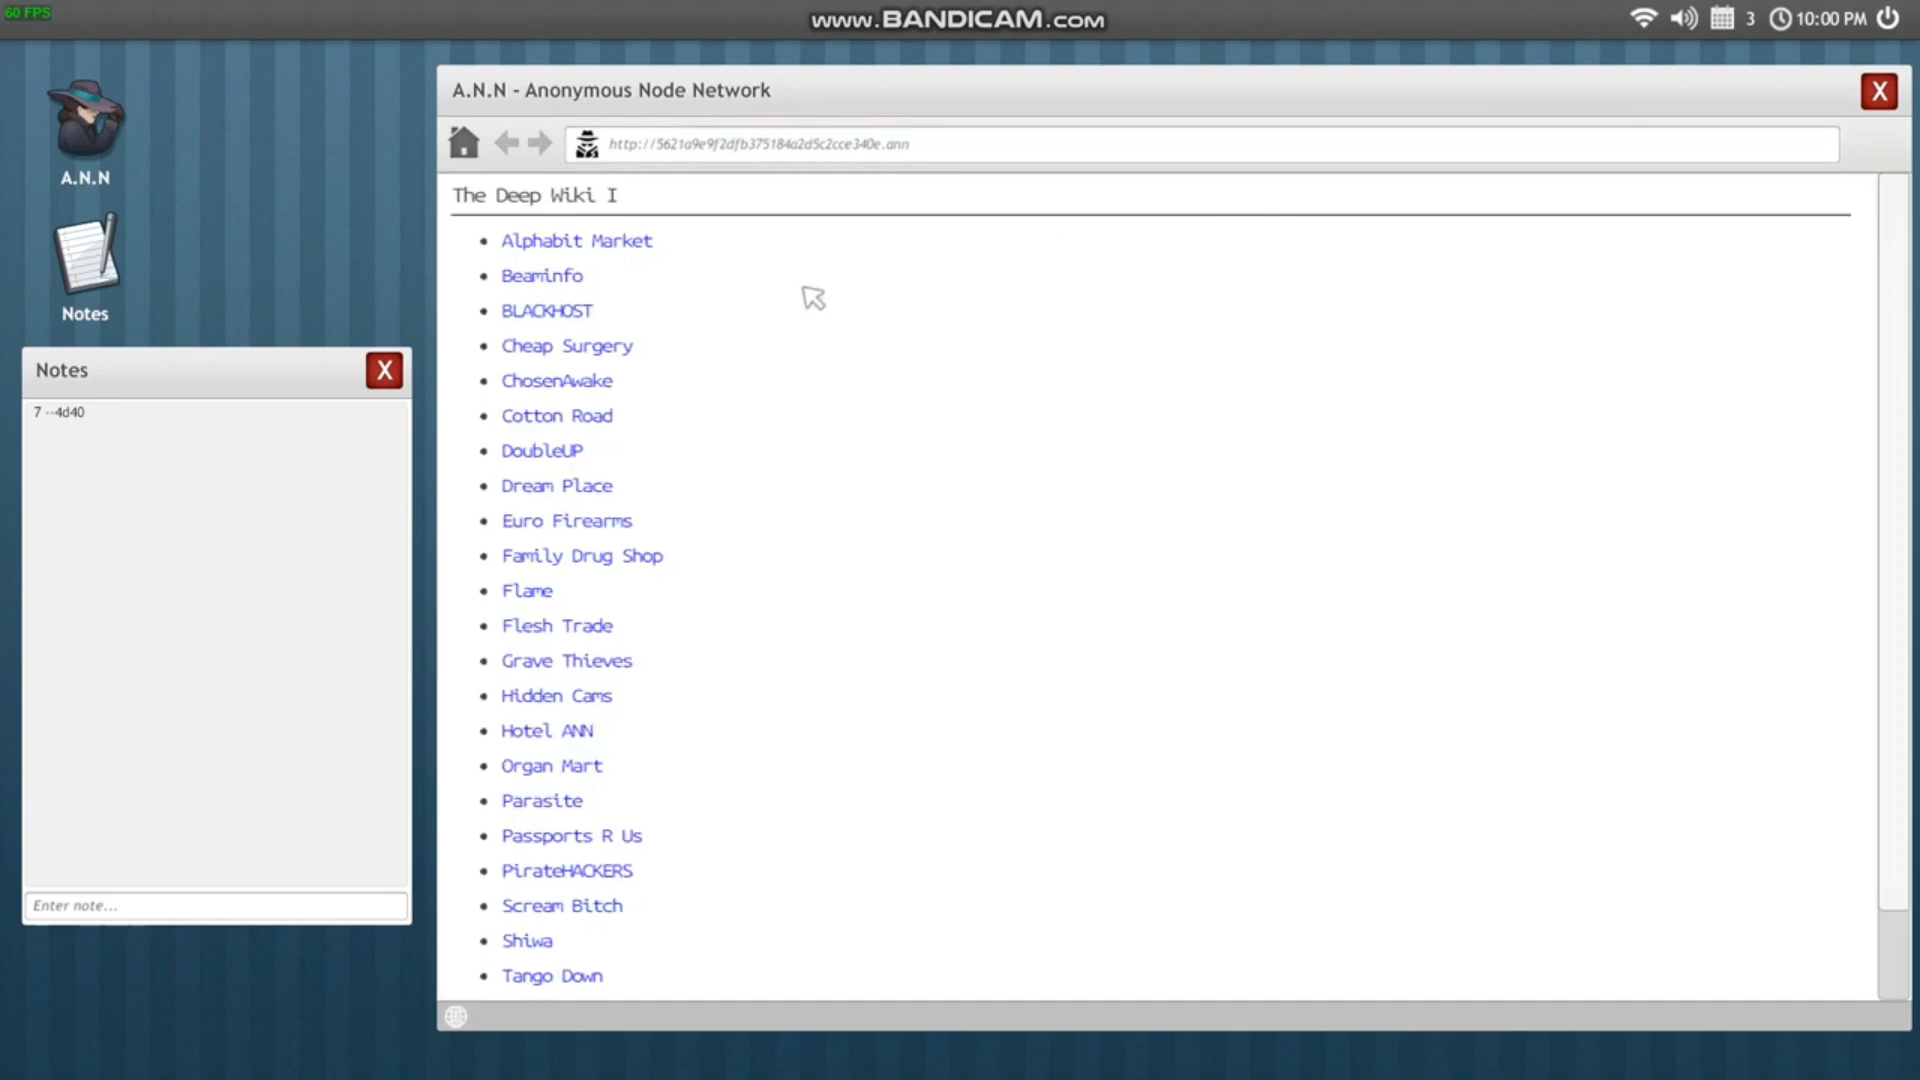 60 FPS
www.BANDICAM.com
3
10:00 PM
A.N.N
Notes
Notes
X
7 --4d40
Enter note...
A.N.N - Anonymous Node Network
X
http://5621a9e9f2dfb375184a2d5c2cce340e.ann
The Deep Wiki I
Alphabit Market
Beaminfo
BLACKHOST
Cheap Surgery
ChosenAwake
Cotton Road
DoubleUP
Dream Place
Euro Firearms
Family Drug Shop
Flame
Flesh Trade
Grave Thieves
Hidden Cams
Hotel ANN
Organ Mart
Parasite
Passports R Us
PirateHACKERS
Scream Bitch
Shiwa
Tango Down